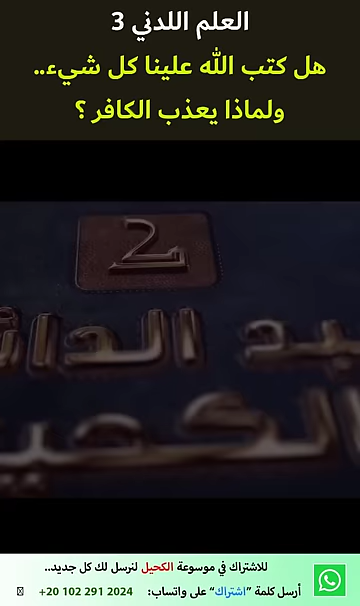 العلم اللدني 3
هل كتب الله علينا كل شيء..
ولماذا يعذب الكافر ؟
2
للاشتراك في موسوعة الكحيل لنرسل لك كل جديد..
أرسل كلمة "اشتراك" على واتساب: +20 102 291 2024